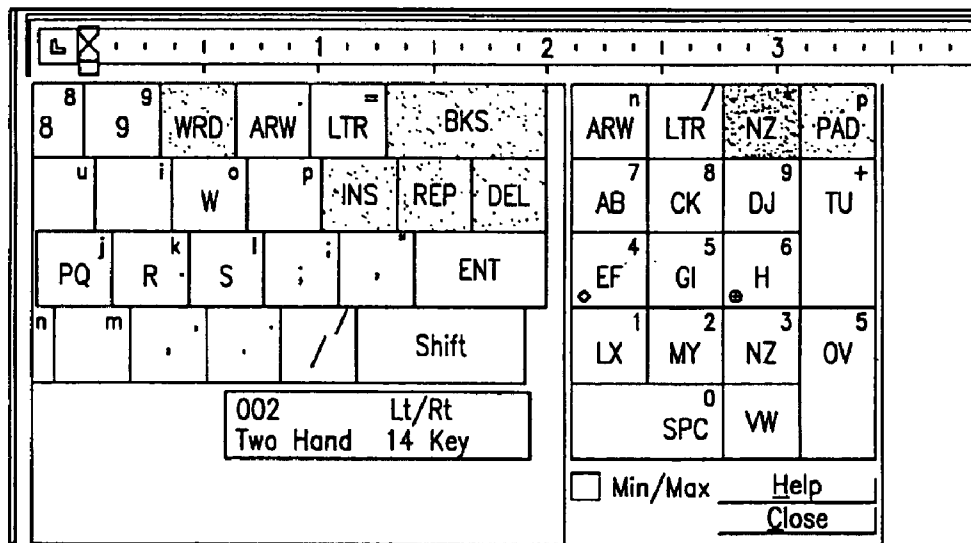 1 2 3
8 9 = n / * p
8 9 WRD ARW LTR BKS ARW LTR NZ PAD
u i o p 7 8 9 +
W INS REP DEL AB CK DJ TU
j k l ; " 4 5 6
PQ R S ; , ENT EF GI H
n m , . / 1 2 3 5
, . / Shift LX MY NZ OV
002 Lt/Rt 0
Two Hand 14 Key SPC VW
Min/Max Help
Close